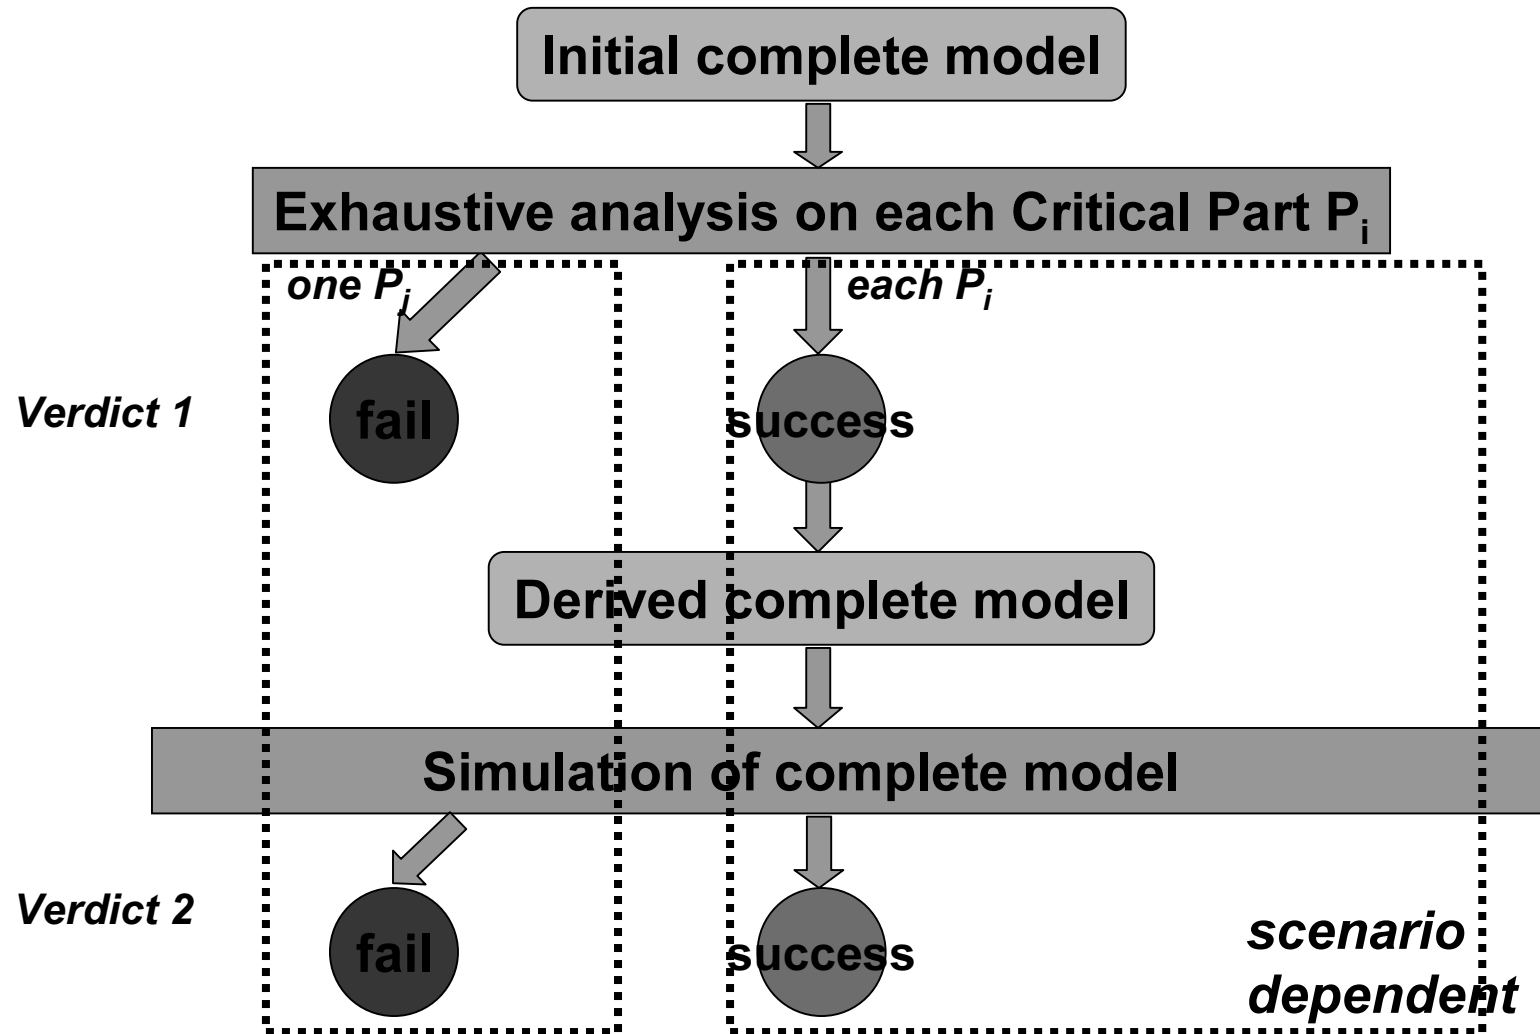 Initial complete model
Exhaustive analysis on each Critical Part Pi
one Pj
each Pi
Verdict 1
fail
success
Derived complete model
Simulation of complete model
Verdict 2
fail
success
scenario
dependent